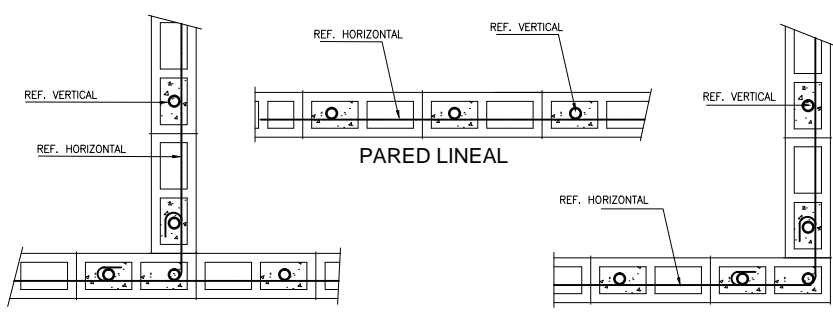 REF. HORIZONTAL
REF. VERTICAL
REF. VERTICAL
REF. VERTICAL
REF. HORIZONTAL
PARED LINEAL
REF. HORIZONTAL